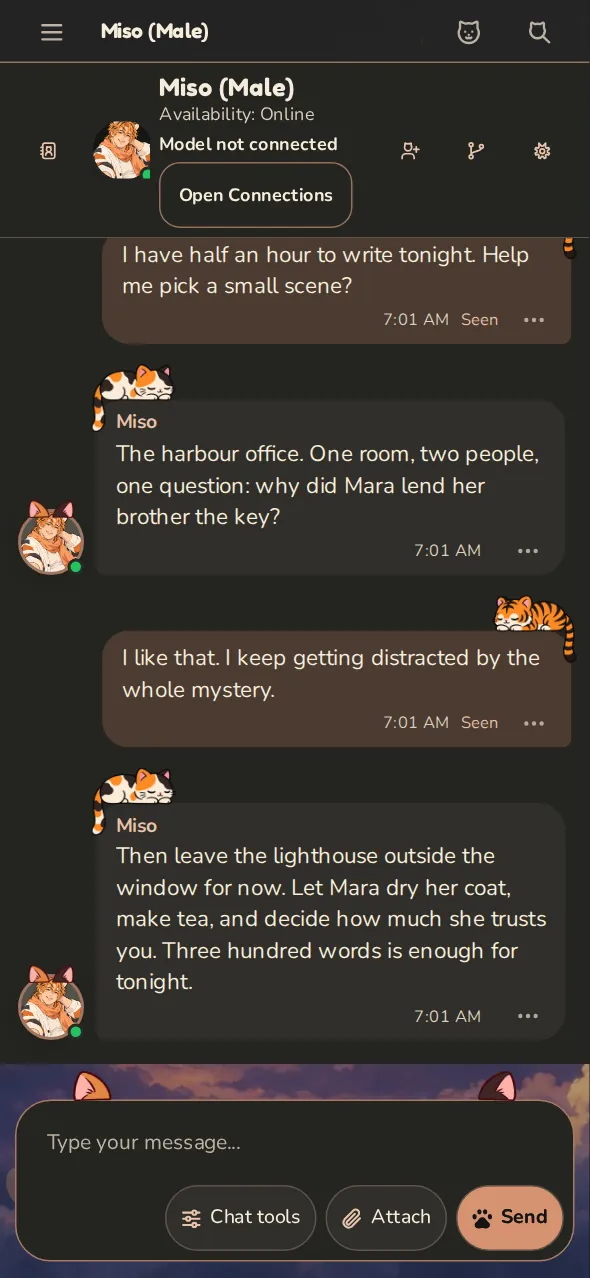 Miso (Male)
Miso (Male)
Availability: Online
Model not connected
Open Connections
I have half an hour to write tonight. Help
me pick a small scene?
7:01 AM Seen
Miso
The harbour office. One room, two people,
one question: why did Mara lend her
brother the key?
7:01 AM
I like that. I keep getting distracted by the
whole mystery.
7:01 AM Seen
Miso
Then leave the lighthouse outside the
window for now. Let Mara dry her coat,
make tea, and decide how much she trusts
you. Three hundred words is enough for
tonight.
7:01 AM
Type your message...
Chat tools
Attach
Send